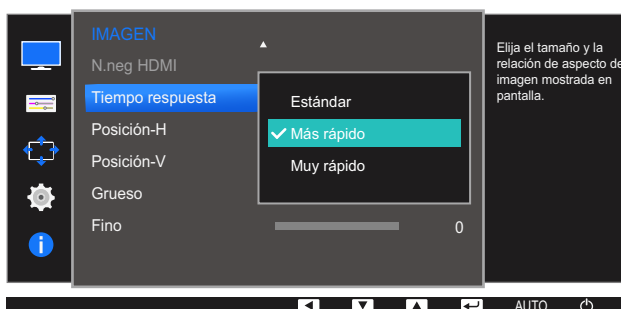 IMAGEN
N.neg HDMI
Tiempo respuesta
Posición-H
Posición-V
Grueso
Fino
Estándar
Más rápido
Muy rápido
0
Elija el tamaño y la
relación de aspecto de
imagen mostrada en
pantalla.
AUTO